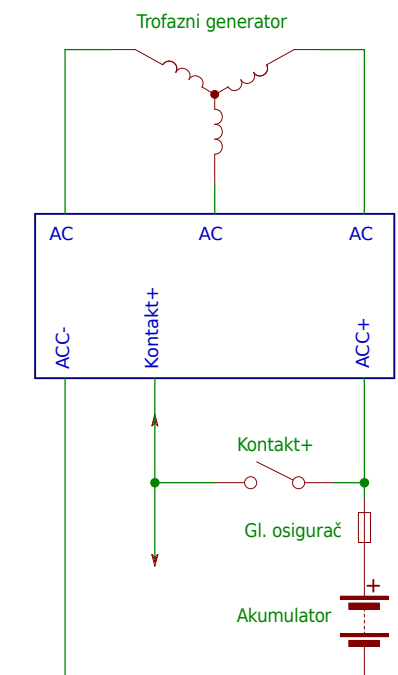 Trofazni generator
AC
AC
AC
ACC-
Kontakt+
ACC+
Kontakt+
Gl. osigurač
+
Akumulator